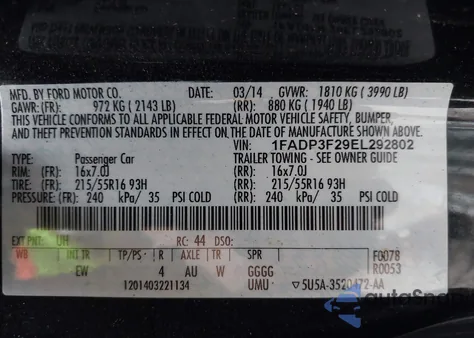 MFD. BY FORD MOTOR CO. DATE: 03/14 GVWR: 1810 KG ( 3990 LB)
GAWR: (FR): 972 KG ( 2143 LB) (RR): 880 KG ( 1940 LB)
THIS VEHICLE CONFORMS TO ALL APPLICABLE FEDERAL MOTOR VEHICLE SAFETY, BUMPER,
AND THEFT PREVENTION STANDARDS IN EFFECT ON THE DATE OF MANUFACTURE SHOWN ABOVE.
VIN: 1FADP3F29EL292802
TYPE: Passenger Car TRAILER TOWING - SEE OWNER GUIDE
RIM: (FR): 16x7.0J (RR): 16x7.0J
TIRE: (FR): 215/55R16 93H (RR): 215/55R16 93H
PRESSURE: (FR): 240 kPa/ 35 PSI COLD (RR): 240 kPa/ 35 PSI COLD
EXT PNT: UH RC: 44 DSO:
WB INT TR TP/PS R AXLE TR SPR F0078
EW 4 AU W GGGG R0053
1201403221134 UMU ▼ 5U5A-3520472-AA